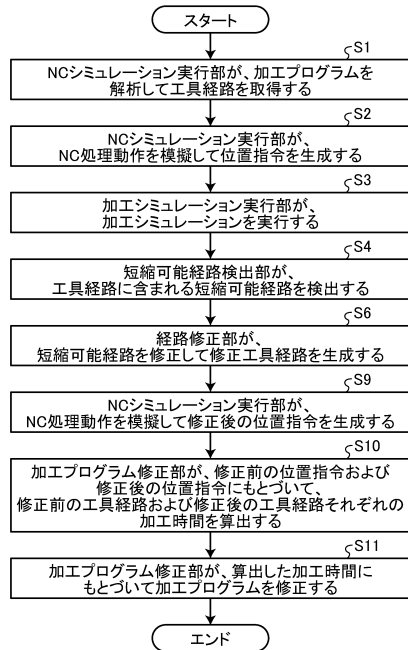 スタート
S1
NCシミュレーション実行部が、加工プログラムを
解析して工具経路を取得する
S2
NCシミュレーション実行部が、
NC処理動作を模擬して位置指令を生成する
S3
加工シミュレーション実行部が、
加工シミュレーションを実行する
S4
短縮可能経路検出部が、
工具経路に含まれる短縮可能経路を検出する
S6
経路修正部が、
短縮可能経路を修正して修正工具経路を生成する
S9
NCシミュレーション実行部が、
NC処理動作を模擬して修正後の位置指令を生成する
S10
加工プログラム修正部が、修正前の位置指令および
修正後の位置指令にもとづいて、
修正前の工具経路および修正後の工具経路それぞれの
加工時間を算出する
S11
加工プログラム修正部が、算出した加工時間に
もとづいて加工プログラムを修正する
エンド